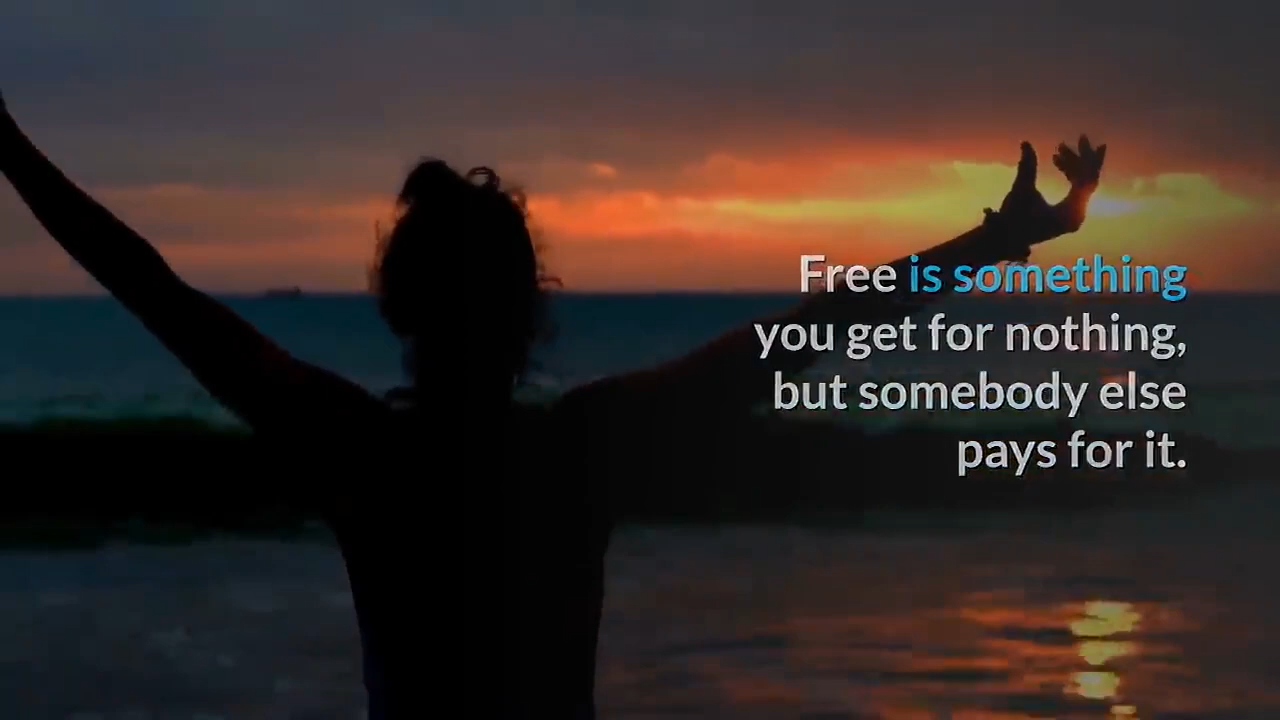 Free is something
you get for nothing,
but somebody else
pays for it.